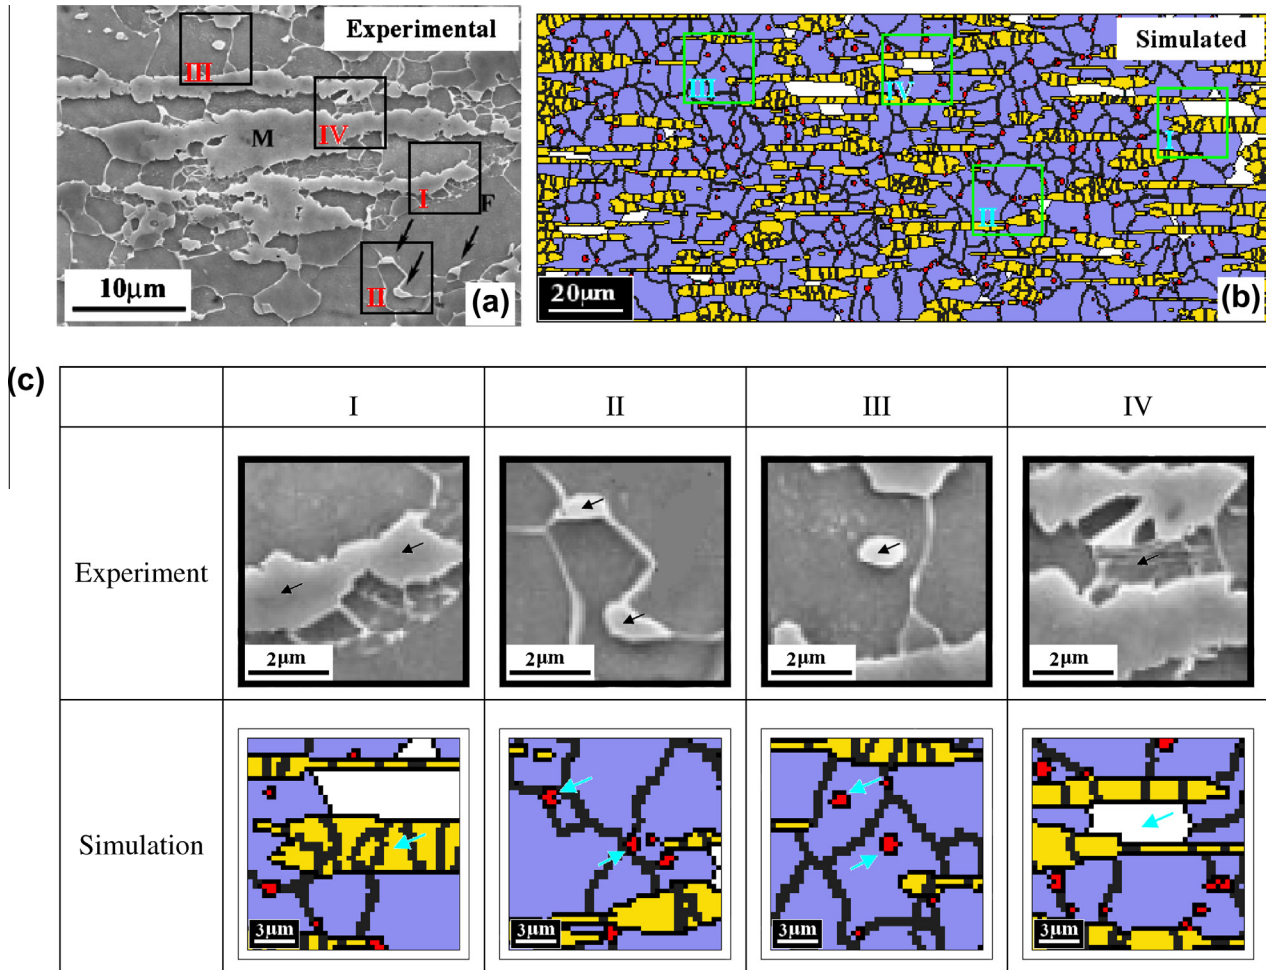 Experimental
III
IV
M
I
F
II
10μm
(a)
Simulated
III
IV
I
II
20μm
(b)
(c)
I II III IV
Experiment
2μm 2μm 2μm 2μm
Simulation
3μm 3μm 3μm 3μm